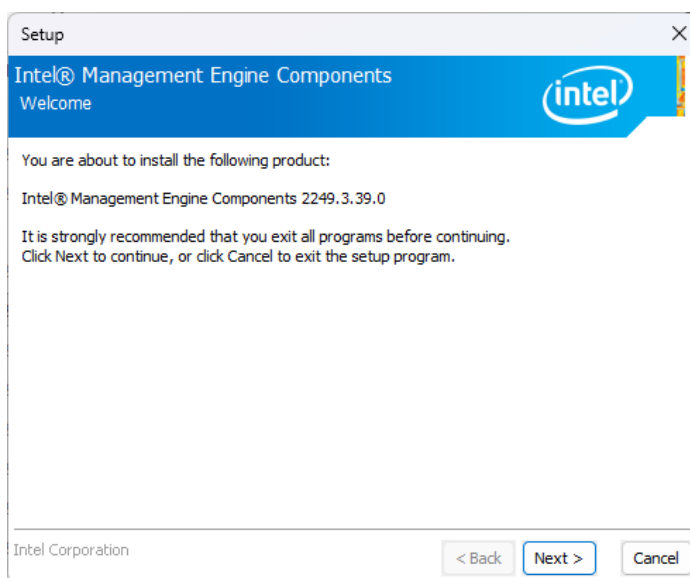 Setup
Intel® Management Engine Components
Welcome
intel
You are about to install the following product:
Intel® Management Engine Components 2249.3.39.0
It is strongly recommended that you exit all programs before continuing.
Click Next to continue, or click Cancel to exit the setup program.
Intel Corporation
< Back Next > Cancel